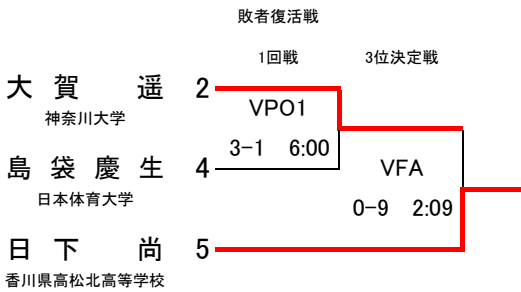 敗者復活戦
1回戦 3位決定戦
大賀 遥 2
神奈川大学
VPO1
3-1 6:00
島袋慶生 4
日本体育大学
VFA
0-9 2:09
日下 尚 5
香川県高松北高等学校